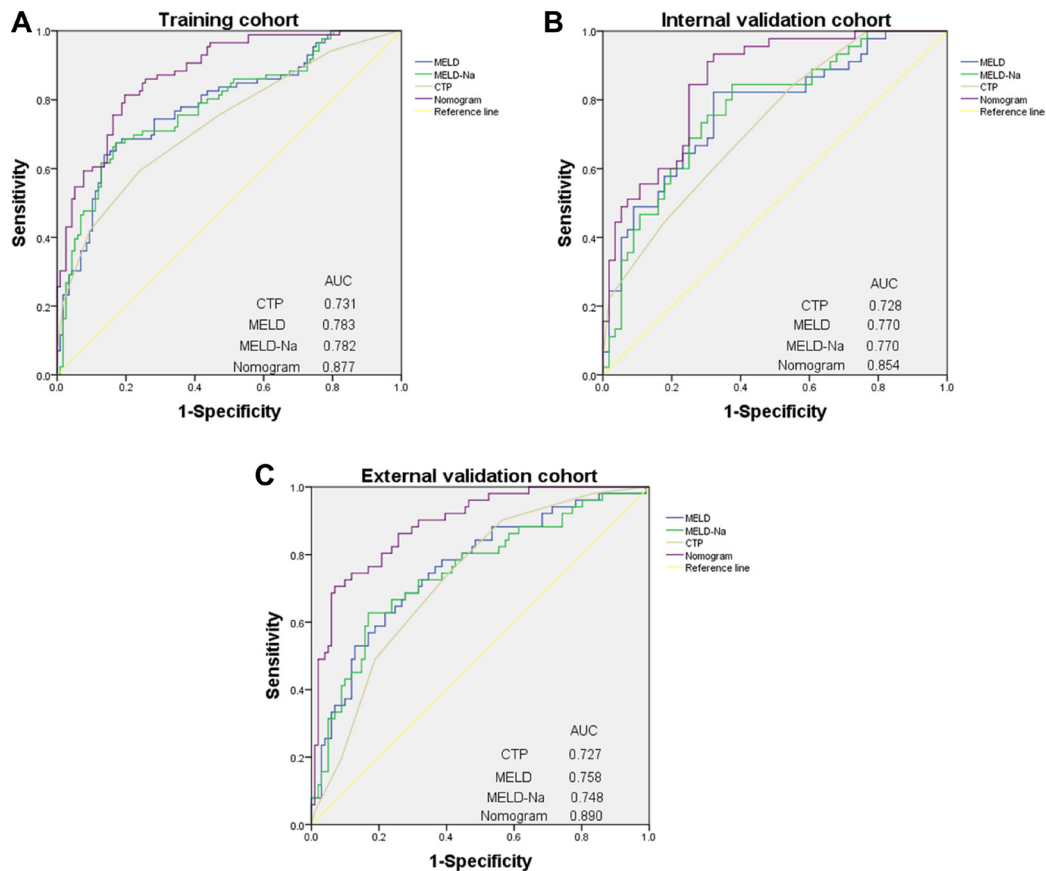 A
Training cohort
1.0
0.8
0.6
0.4
0.2
0.0
Sensitivity
0.0 0.2 0.4 0.6 0.8 1.0
1-Specificity
MELD
MELD-Na
CTP
Nomogram
Reference line
AUC
CTP 0.731
MELD 0.783
MELD-Na 0.782
Nomogram 0.877
B
Internal validation cohort
1.0
0.8
0.6
0.4
0.2
0.0
Sensitivity
0.0 0.2 0.4 0.6 0.8 1.0
1-Specificity
MELD
MELD-Na
CTP
Nomogram
Reference line
AUC
CTP 0.728
MELD 0.770
MELD-Na 0.770
Nomogram 0.854
C
External validation cohort
1.0
0.8
0.6
0.4
0.2
0.0
Sensitivity
0.0 0.2 0.4 0.6 0.8 1.0
1-Specificity
MELD
MELD-Na
CTP
Nomogram
Reference line
AUC
CTP 0.727
MELD 0.758
MELD-Na 0.748
Nomogram 0.890